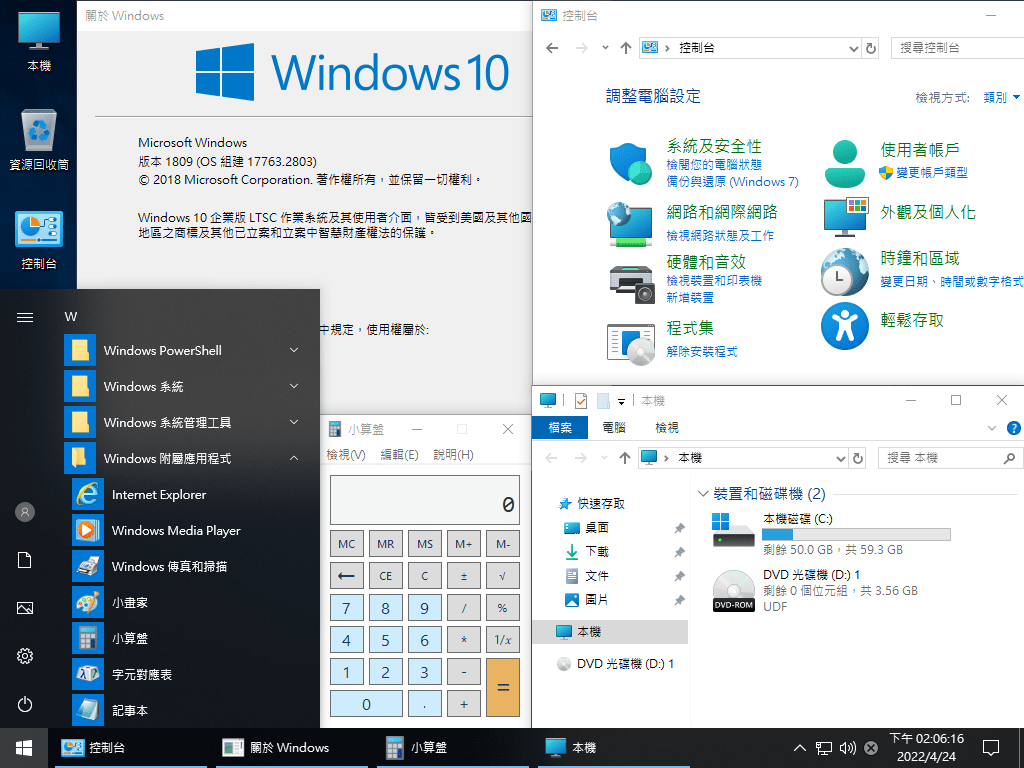 本機
資源回收筒
控制台
關於 Windows
Windows 10
Microsoft Windows
版本 1809 (OS 組建 17763.2803)
© 2018 Microsoft Corporation. 著作權所有，並保留一切權利。
Windows 10 企業版 LTSC 作業系統及其使用者介面，皆受到美國及其他國
地區之商標及其他已立案和立案中智慧財產權法的保護。
中規定，使用權屬於:
控制台
控制台
搜尋控制台
調整電腦設定
檢視方式:
類別
系統及安全性
檢閱您的電腦狀態
備份與還原 (Windows 7)
網路和網際網路
檢視網路狀態及工作
硬體和音效
檢視裝置和印表機
新增裝置
程式集
解除安裝程式
使用者帳戶
變更帳戶類型
外觀及個人化
時鐘和區域
變更日期、時間或數字格式
輕鬆存取
W
Windows PowerShell
Windows 系統
Windows 系統管理工具
Windows 附屬應用程式
Internet Explorer
Windows Media Player
Windows 傳真和掃描
小畫家
小算盤
字元對應表
記事本
小算盤
檢視(V) 編輯(E) 說明(H)
0
MC MR MS M+ M-
← CE C ± √
7 8 9 / %
4 5 6 * 1/x
1 2 3 - =
0 . +
本機
檔案 電腦 檢視
本機
搜尋 本機
快速存取
桌面
下載
文件
圖片
本機
DVD 光碟機 (D:) 1
裝置和磁碟機 (2)
本機磁碟 (C:)
剩餘 50.0 GB，共 59.3 GB
DVD 光碟機 (D:) 1
剩餘 0 個位元組，共 3.56 GB
UDF
DVD-ROM
控制台
關於 Windows
小算盤
本機
下午 02:06:16
2022/4/24